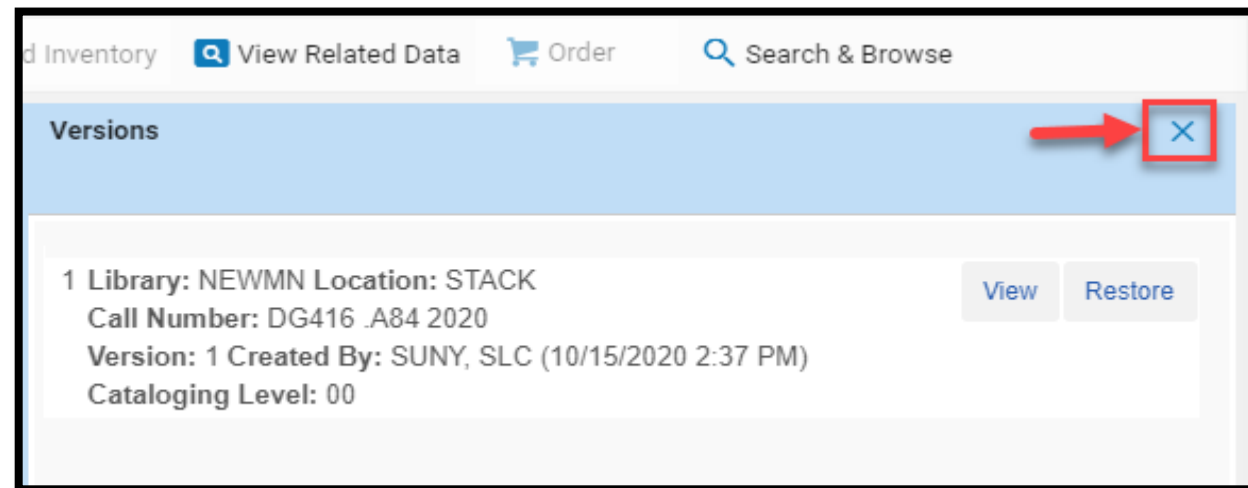 d Inventory View Related Data Order Search & Browse
Versions
1 Library: NEWMN Location: STACK
View Restore
Call Number: DG416 .A84 2020
Version: 1 Created By: SUNY, SLC (10/15/2020 2:37 PM)
Cataloging Level: 00